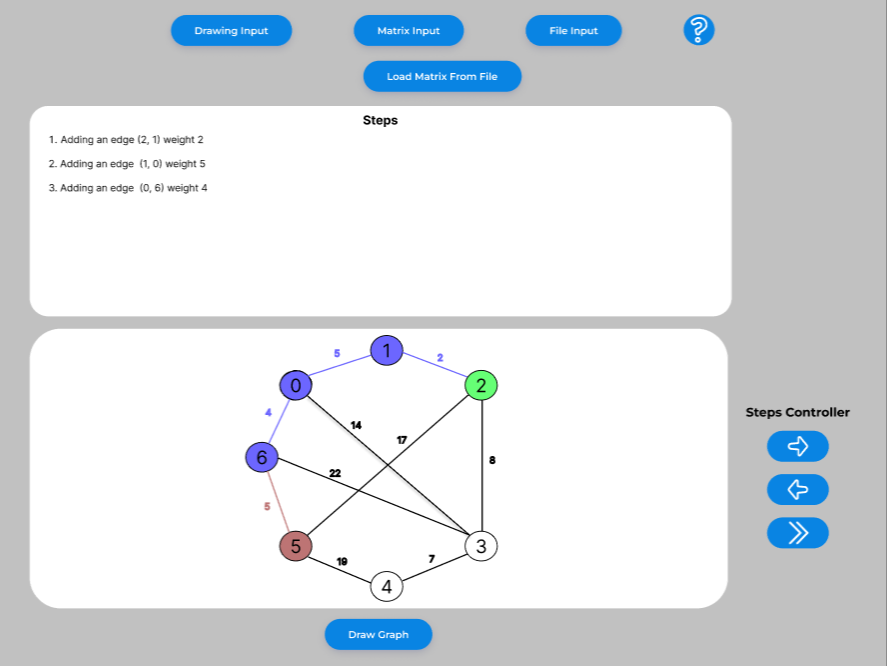 Drawing Input
Matrix Input
File Input
?
Load Matrix From File
Steps
1. Adding an edge (2, 1) weight 2
2. Adding an edge  (1, 0) weight 5
3. Adding an edge  (0, 6) weight 4
1
5
2
0
2
4
14
17
6
22
8
Steps Controller
5
5
3
19
7
4
Draw Graph